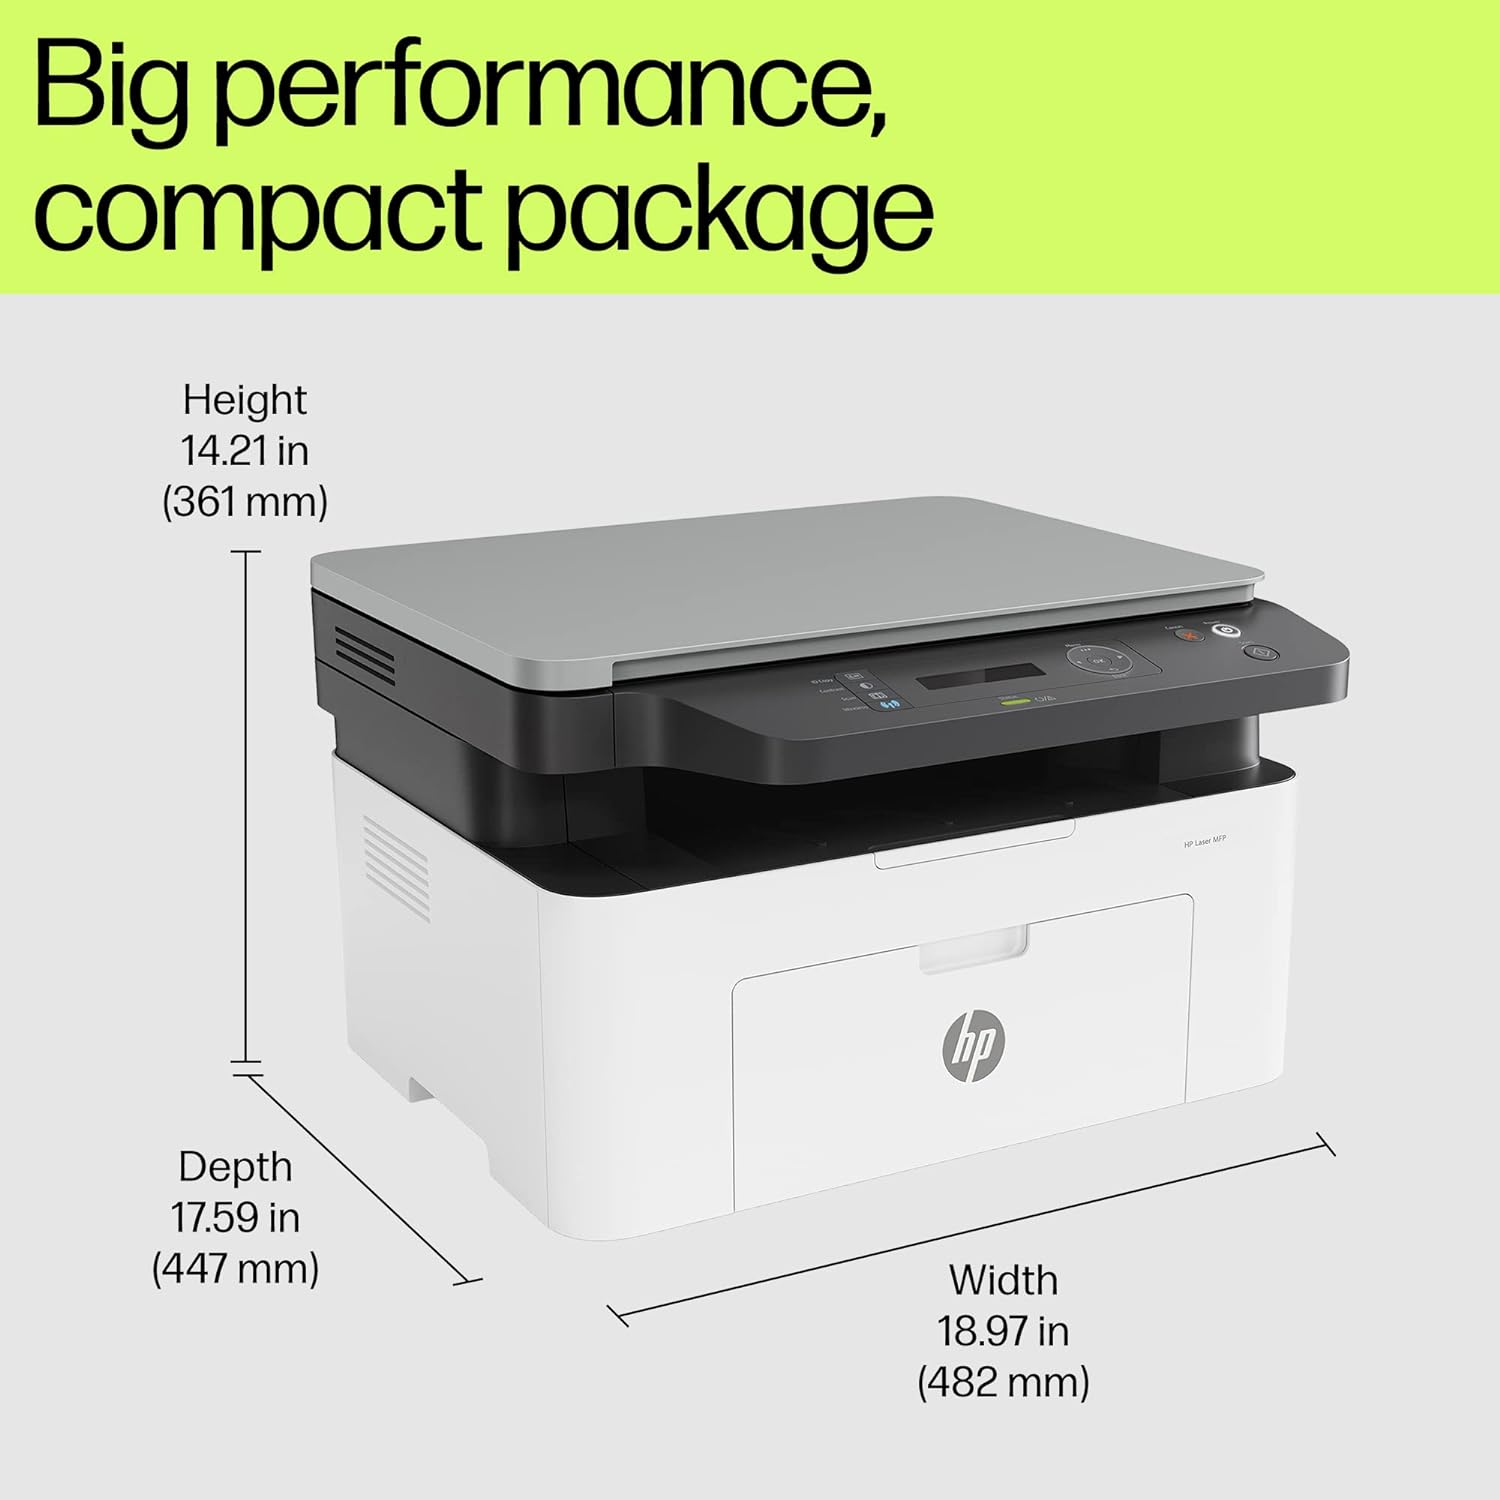 Big performance,
compact package
Height
14.21 in
(361 mm)
OK
HP Laser MFP
hp
Depth
17.59 in
(447 mm)
Width
18.97 in
(482 mm)